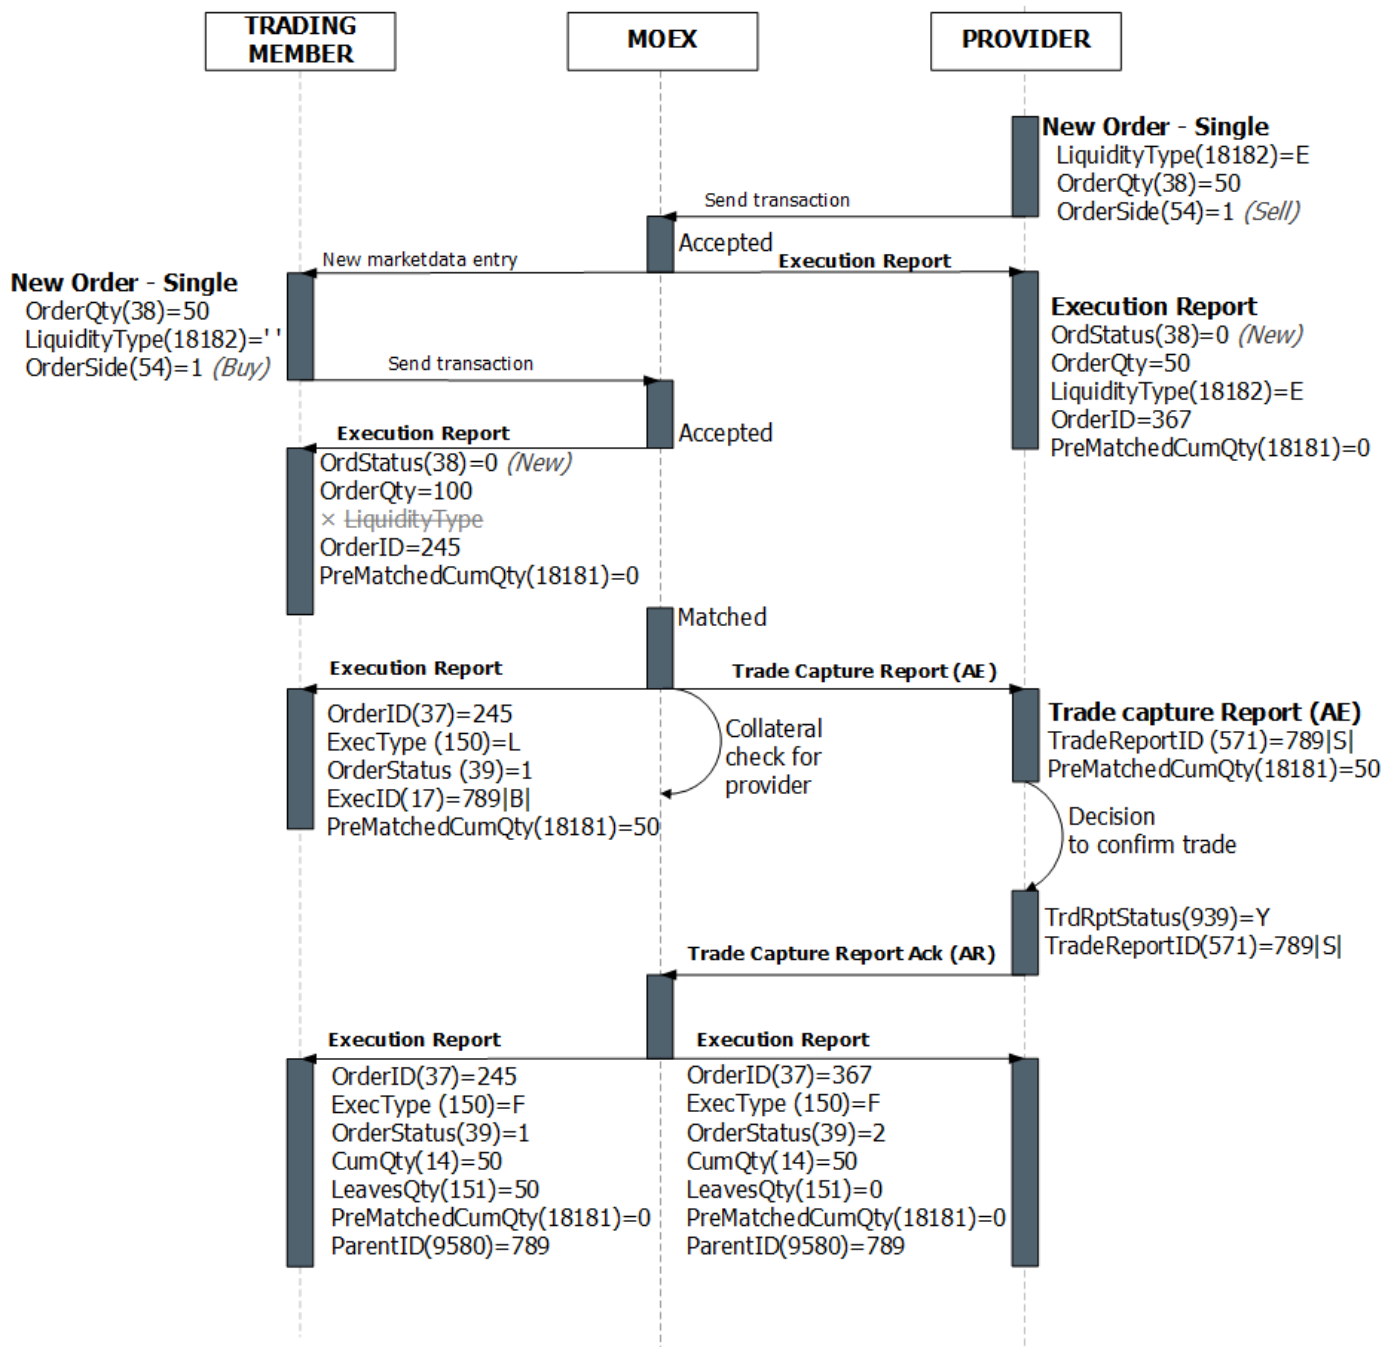 TRADING
MEMBER
MOEX
PROVIDER
New Order - Single
LiquidityType(18182)=E
OrderQty(38)=50
OrderSide(54)=1 (Sell)
Send transaction
Accepted
New marketdata entry
Execution Report
New Order - Single
OrderQty(38)=50
LiquidityType(18182)=' '
OrderSide(54)=1 (Buy)
Execution Report
OrdStatus(38)=0 (New)
OrderQty=50
LiquidityType(18182)=E
OrderID=367
PreMatchedCumQty(18181)=0
Send transaction
Accepted
Execution Report
OrdStatus(38)=0 (New)
OrderQty=100
× LiquidityType
OrderID=245
PreMatchedCumQty(18181)=0
Matched
Execution Report
Trade Capture Report (AE)
OrderID(37)=245
ExecType (150)=L
OrderStatus (39)=1
ExecID(17)=789|B|
PreMatchedCumQty(18181)=50
Collateral
check for
provider
Trade capture Report (AE)
TradeReportID (571)=789|S|
PreMatchedCumQty(18181)=50
Decision
to confirm trade
TrdRptStatus(939)=Y
TradeReportID(571)=789|S|
Trade Capture Report Ack (AR)
Execution Report
Execution Report
OrderID(37)=245
ExecType (150)=F
OrderStatus(39)=1
CumQty(14)=50
LeavesQty(151)=50
PreMatchedCumQty(18181)=0
ParentID(9580)=789
OrderID(37)=367
ExecType (150)=F
OrderStatus(39)=2
CumQty(14)=50
LeavesQty(151)=0
PreMatchedCumQty(18181)=0
ParentID(9580)=789